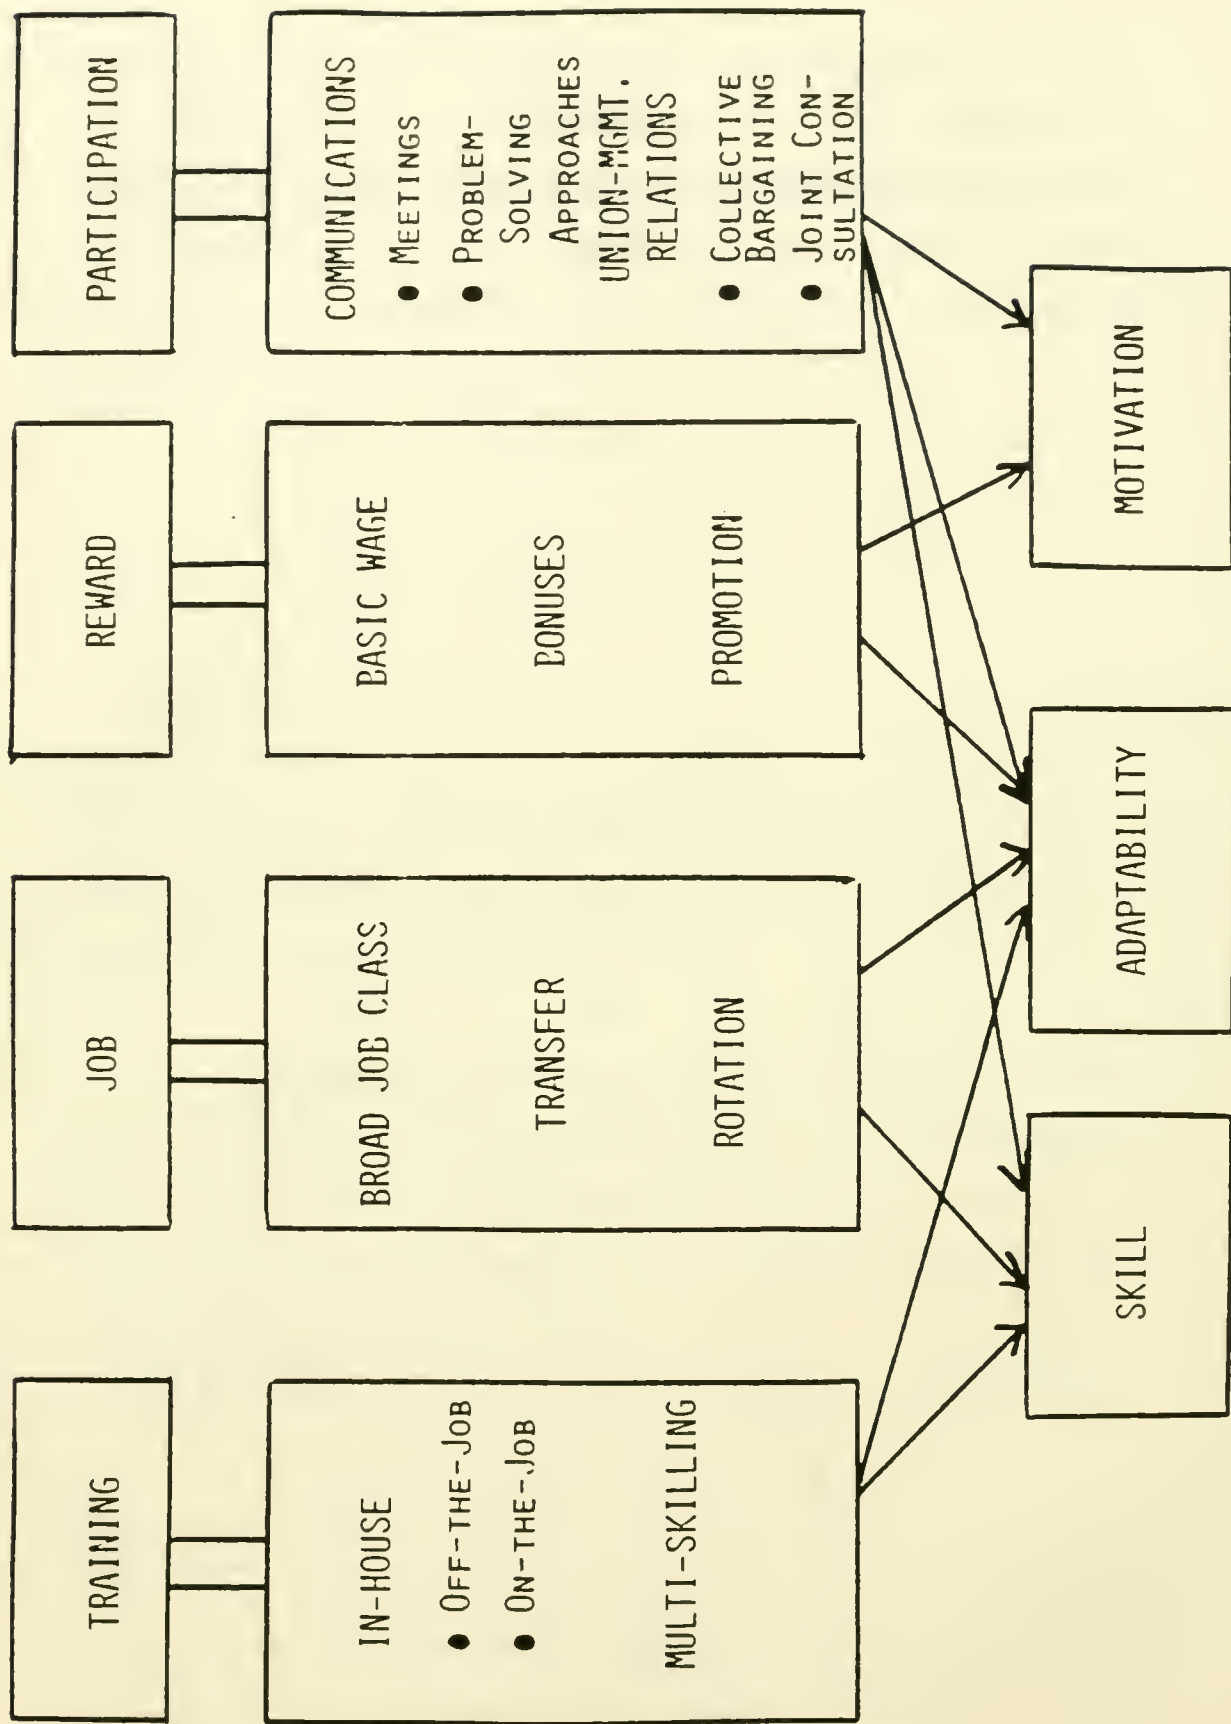 TRAINING
IN-HOUSE
● OFF-THE-JOB
● ON-THE-JOB
MULTI-SKILLING
JOB
BROAD JOB CLASS
TRANSFER
ROTATION
REWARD
BASIC WAGE
BONUSES
PROMOTION
PARTICIPATION
COMMUNICATIONS
● MEETINGS
● PROBLEM-
SOLVING
APPROACHES
UNION-MGMT.
RELATIONS
● COLLECTIVE
BARGAINING
● JOINT CON-
SULTATION
SKILL
ADAPTABILITY
MOTIVATION